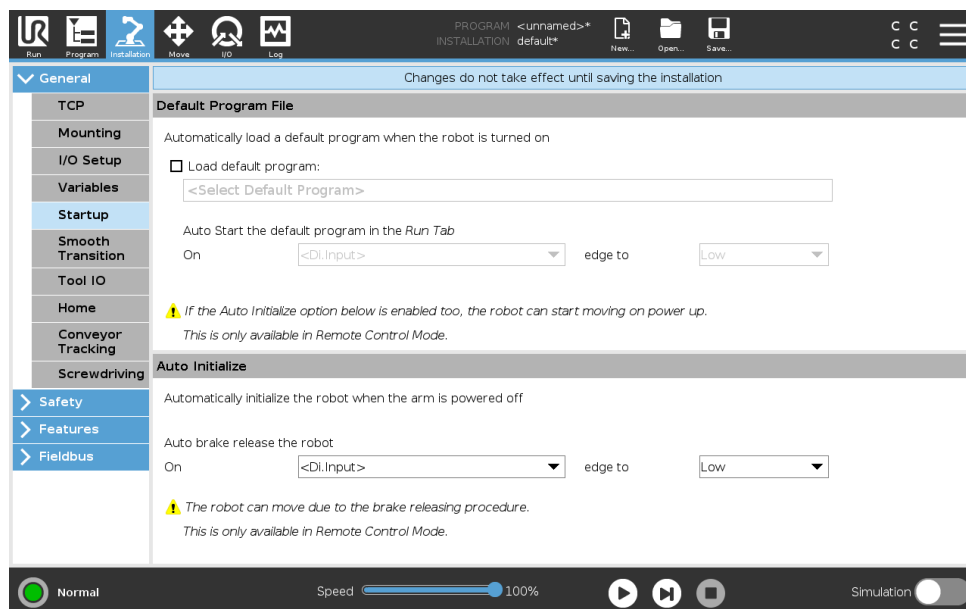 PROGRAM <unnamed>*
INSTALLATION default*
Run Program Installation Move I/O Log New... Open... Save...
C C
C C
General
TCP
Mounting
I/O Setup
Variables
Startup
Smooth
Transition
Tool IO
Home
Conveyor
Tracking
Screwdriving
Safety
Features
Fieldbus
Changes do not take effect until saving the installation
Default Program File
Automatically load a default program when the robot is turned on
Load default program:
<Select Default Program>
Auto Start the default program in the Run Tab
On <Di.Input> edge to Low
If the Auto Initialize option below is enabled too, the robot can start moving on power up.
This is only available in Remote Control Mode.
Auto Initialize
Automatically initialize the robot when the arm is powered off
Auto brake release the robot
On <Di.Input> edge to Low
The robot can move due to the brake releasing procedure.
This is only available in Remote Control Mode.
Normal Speed 100% Simulation